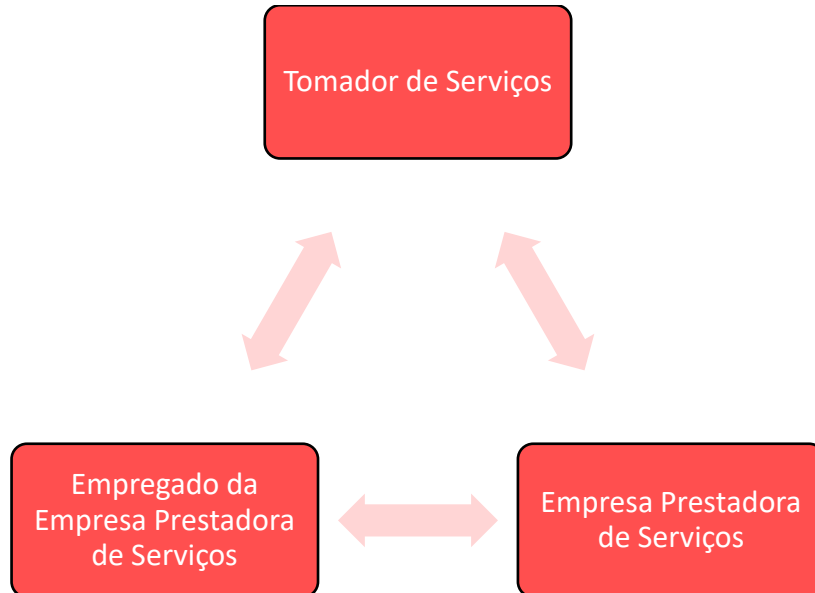 Tomador de Serviços
Empregado da
Empresa Prestadora
de Serviços
Empresa Prestadora
de Serviços